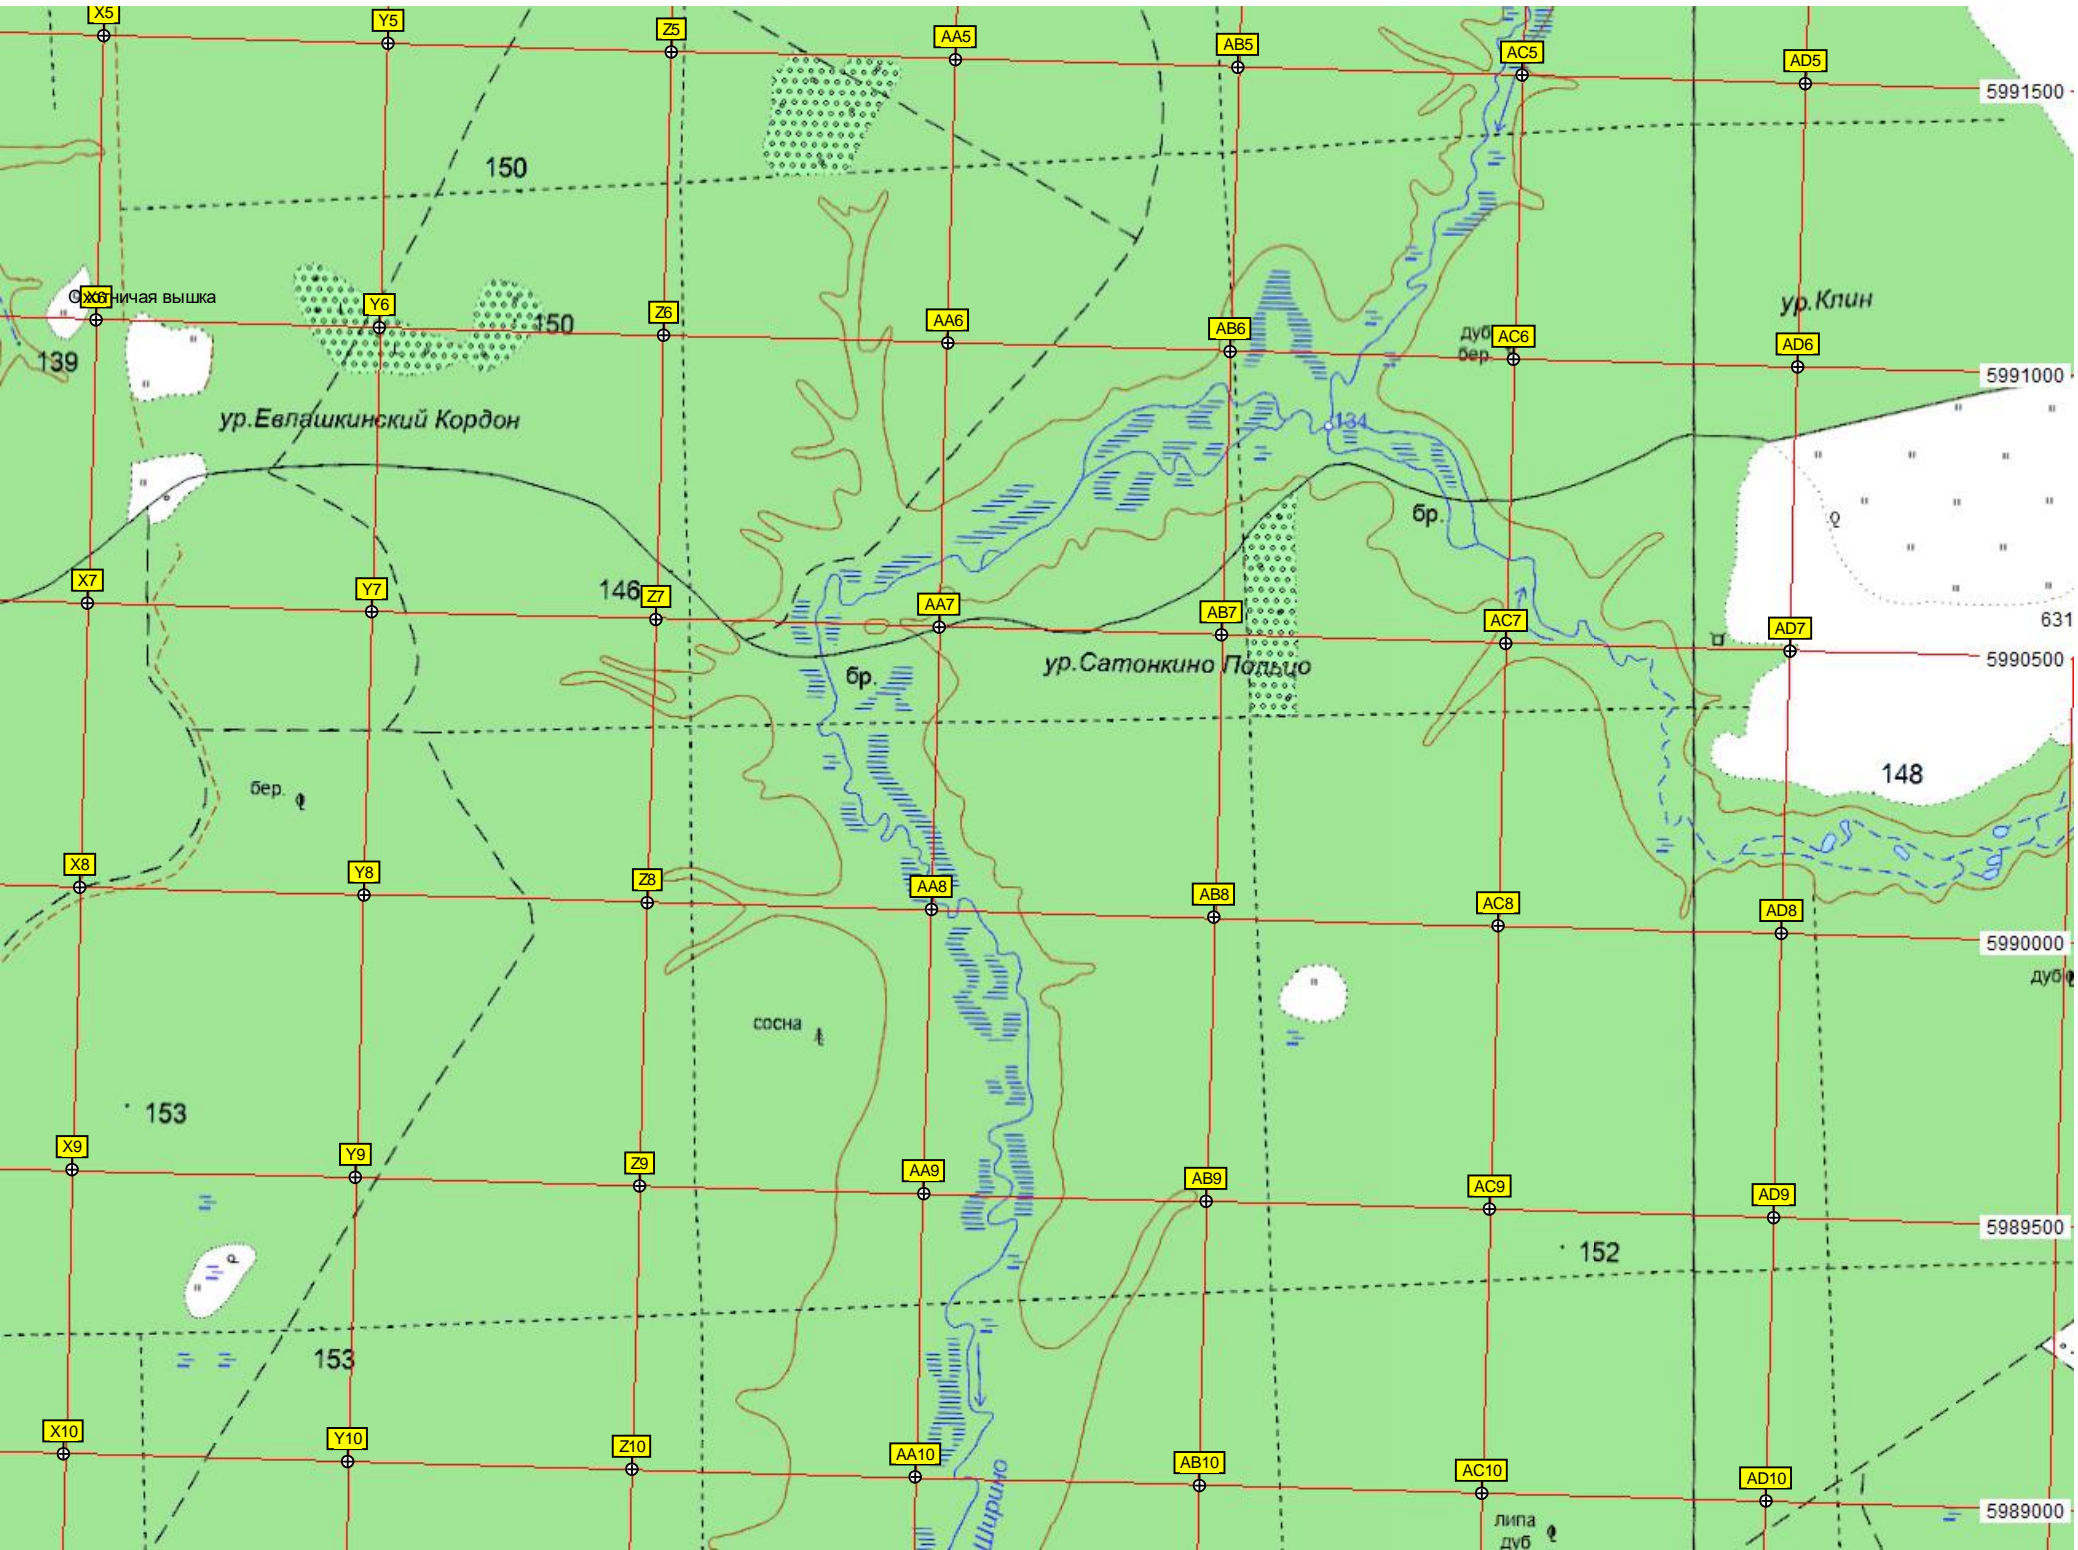 X5
Y5
Z5
AA5
AB5
AC5
AD5
5991500
150
Охотничая вышка
X6
Y6
150
Z6
AA6
AB6
дуб
бер.
AC6
ур.Клин
AD6
139
5991000
ур.Евлашкинский Кордон
134
бр.
X7
Y7
146
Z7
AA7
AB7
AC7
AD7
631
5990500
ур.Сатонкино Польцо
бр.
148
бер.
X8
Y8
Z8
AA8
AB8
AC8
AD8
5990000
дуб
сосна
153
X9
Y9
Z9
AA9
AB9
AC9
AD9
5989500
152
153
X10
Y10
Z10
AA10
AB10
AC10
AD10
5989000
Ширино
липа
дуб